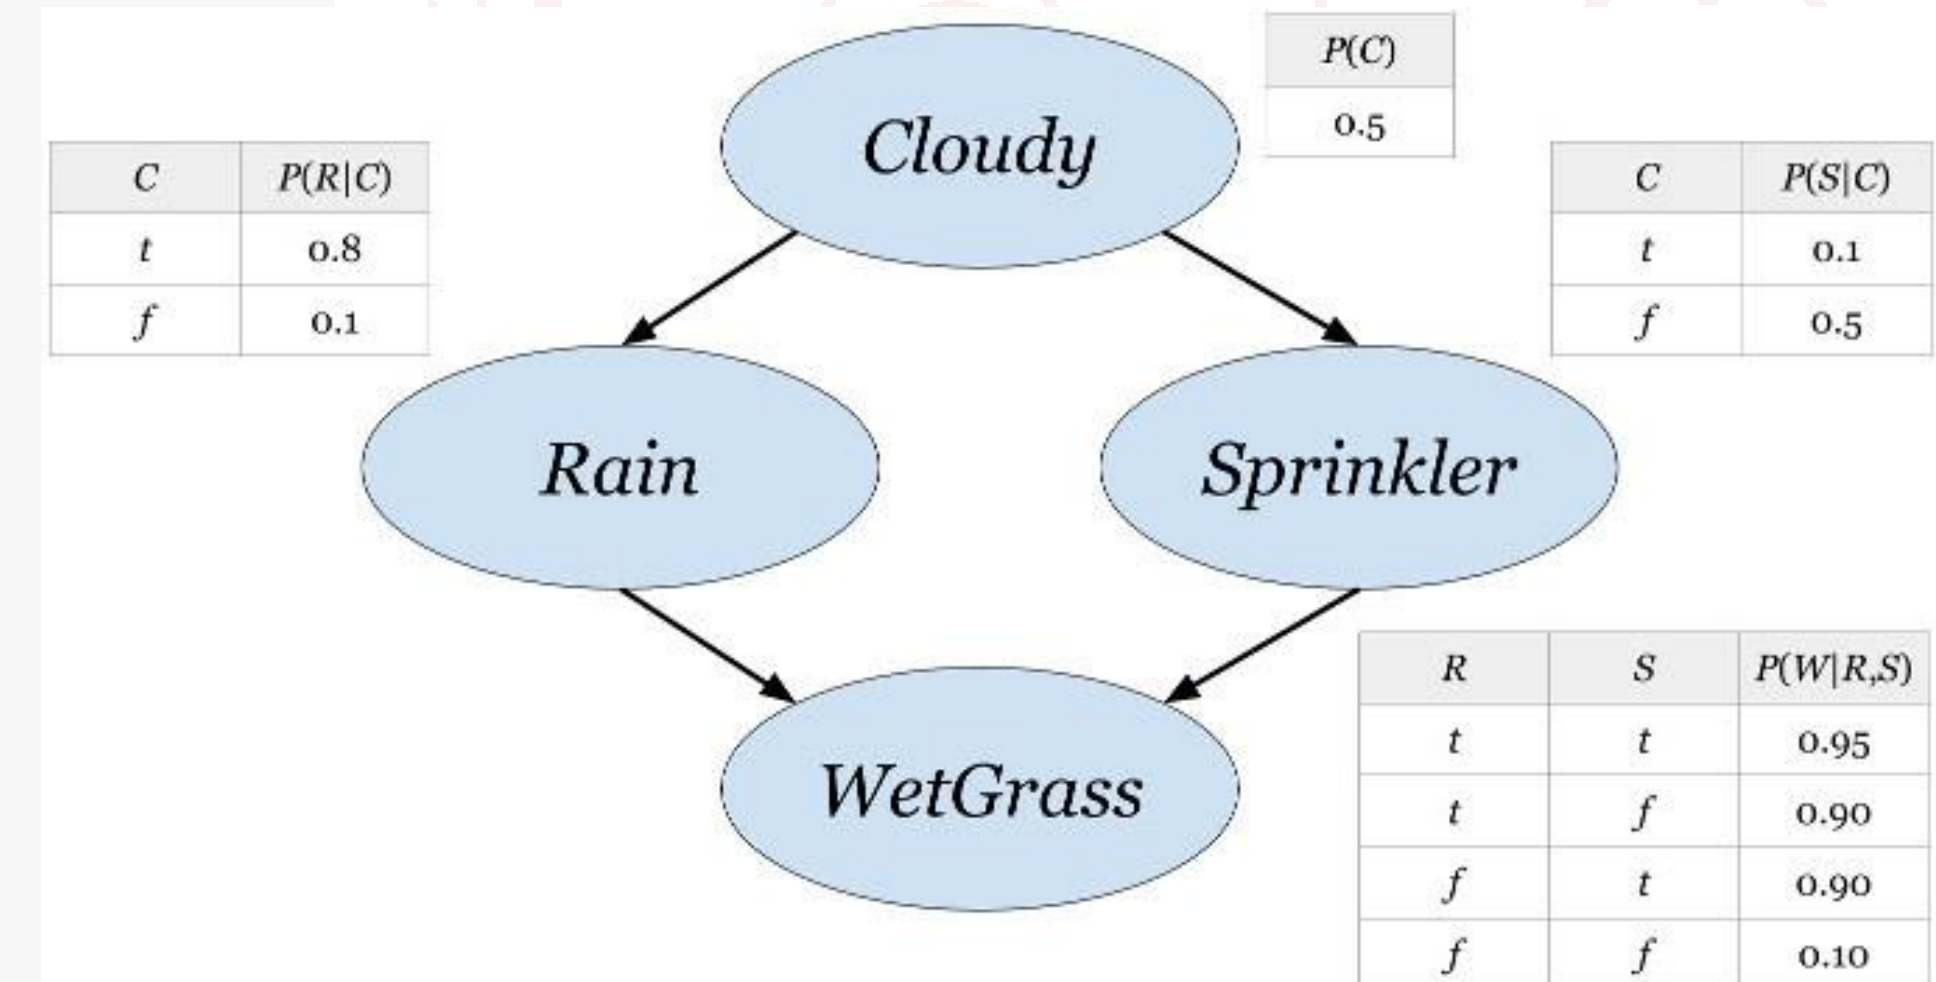 P(C)
0.5
Cloudy
C P(R|C)
t 0.8
f 0.1
C P(S|C)
t 0.1
f 0.5
Rain
Sprinkler
WetGrass
R S P(W|R,S)
t t 0.95
t f 0.90
f t 0.90
f f 0.10